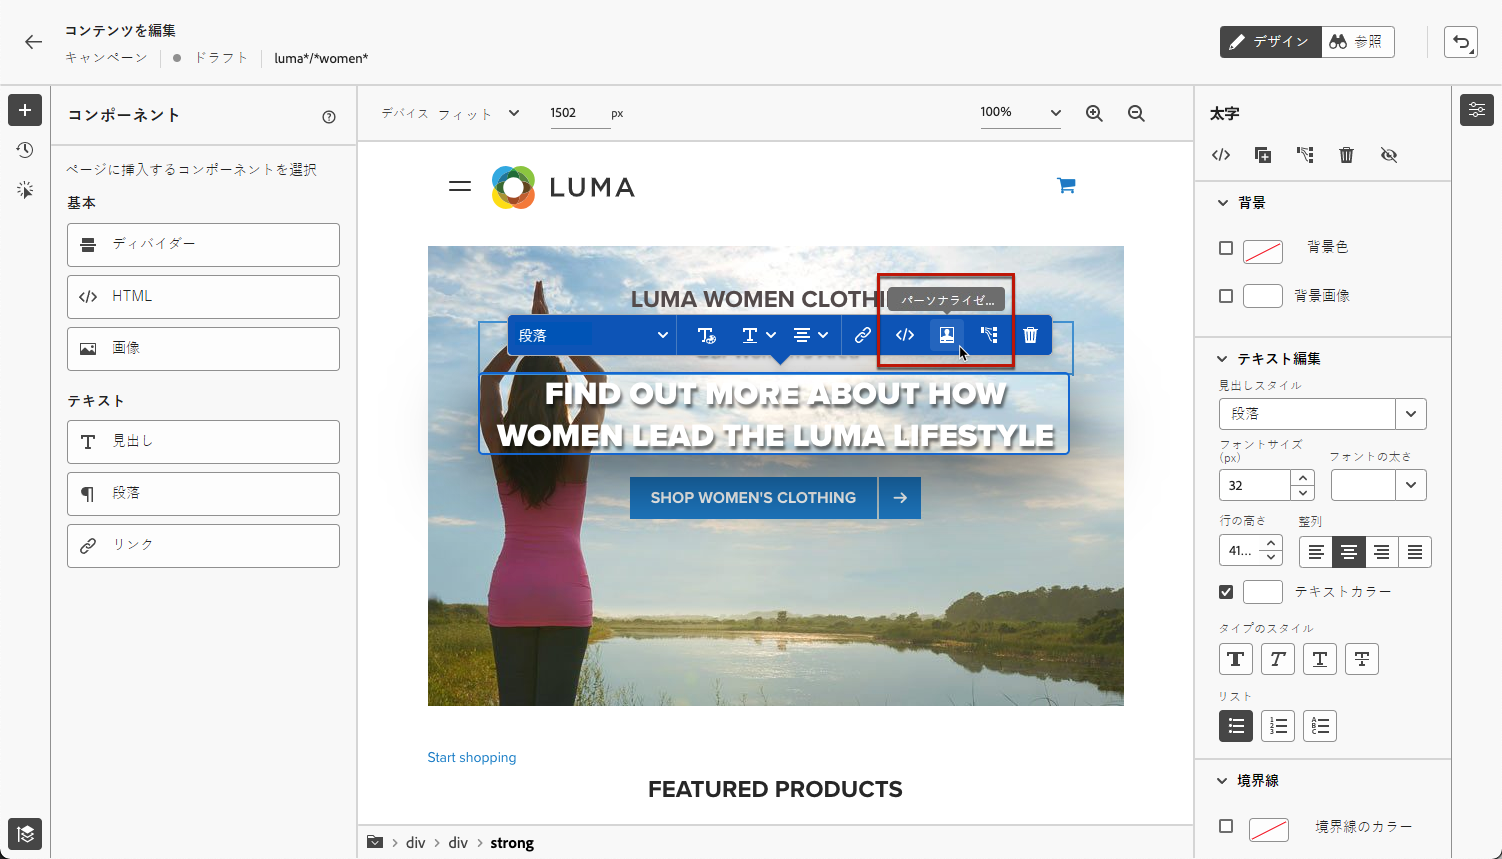 コンテンツを編集
キャンペーン ドラフト luma*/*women*
デザイン 参照
コンポーネント
ページに挿入するコンポーネントを選択
基本
ディバイダー
HTML
画像
テキスト
見出し
段落
リンク
デバイス フィット 1502 px 100%
LUMA
LUMA WOMEN CLOTHI
パーソナライゼ...
段落
FIND OUT MORE ABOUT HOW
WOMEN LEAD THE LUMA LIFESTYLE
SHOP WOMEN'S CLOTHING
Start shopping
FEATURED PRODUCTS
div div strong
太字
背景
背景色
背景画像
テキスト編集
見出しスタイル
段落
フォントサイズ
(px)
フォントの太さ
32
行の高さ 整列
41...
テキストカラー
タイプのスタイル
リスト
境界線
境界線のカラー